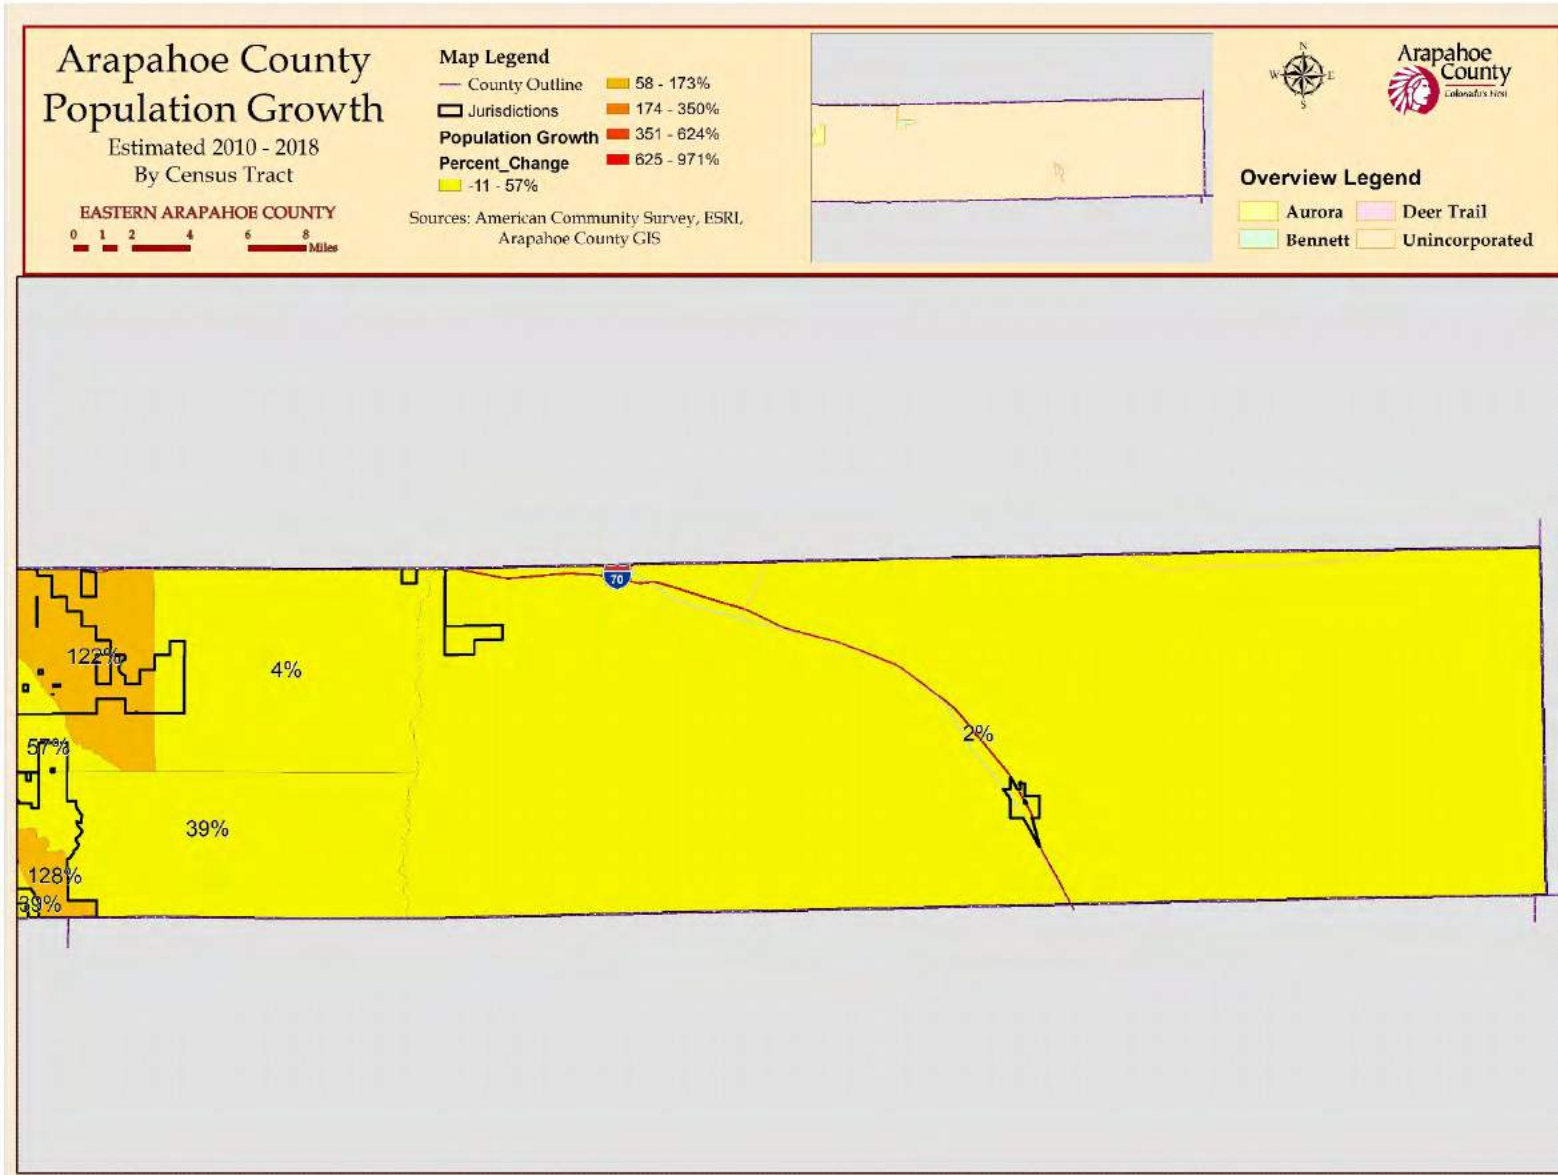 Arapahoe County
Population Growth
Estimated 2010 - 2018
By Census Tract
EASTERN ARAPAHOE COUNTY
0 1 2 4 6 8
Miles
Map Legend
County Outline
Jurisdictions
Population Growth
Percent_Change
-11 - 57%
58 - 173%
174 - 350%
351 - 624%
625 - 971%
Sources: American Community Survey, ESRI,
Arapahoe County GIS
N
W E
S
Arapahoe
County
Colorado's First
Overview Legend
Aurora
Deer Trail
Bennett
Unincorporated
70
122%
4%
2%
57%
39%
128%
39%